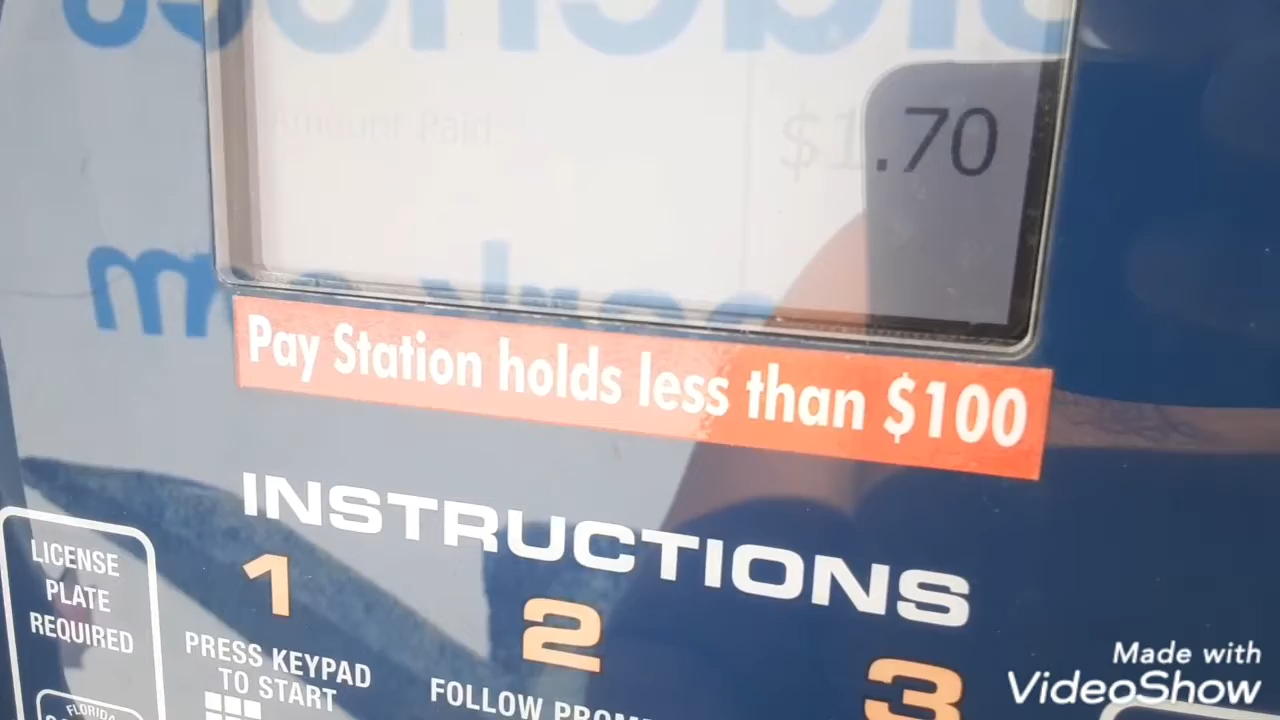 Amount Paid:
$1.70
Pay Station holds less than $100
INSTRUCTIONS
LICENSE
PLATE
REQUIRED
1
PRESS KEYPAD
TO START
2
FOLLOW
3
FLORIDA
Made with
VideoShow